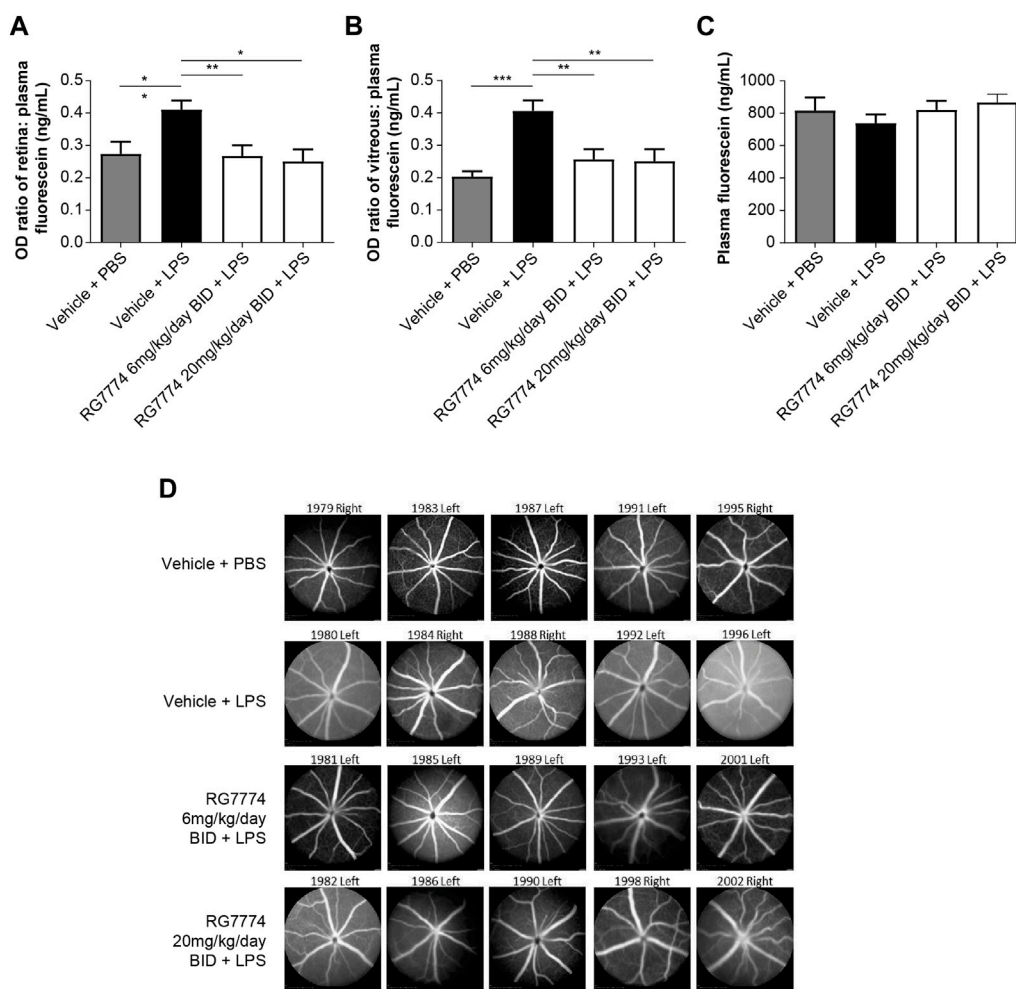 A
OD ratio of retina: plasma
fluorescein (ng/mL)
0.5
0.4
0.3
0.2
0.1
0.0
*
**
*
*
Vehicle + PBS
Vehicle + LPS
RG7774 6mg/kg/day BID + LPS
RG7774 20mg/kg/day BID + LPS
B
OD ratio of vitreous: plasma
fluorescein (ng/mL)
0.5
0.4
0.3
0.2
0.1
0.0
**
**
***
Vehicle + PBS
Vehicle + LPS
RG7774 6mg/kg/day BID + LPS
RG7774 20mg/kg/day BID + LPS
C
Plasma fluorescein (ng/mL)
1000
800
600
400
200
0
Vehicle + PBS
Vehicle + LPS
RG7774 6mg/kg/day BID + LPS
RG7774 20mg/kg/day BID + LPS
D
1979 Right 1983 Left 1987 Left 1991 Left 1995 Right
Vehicle + PBS
1980 Left 1984 Right 1988 Right 1992 Left 1996 Left
Vehicle + LPS
1981 Left 1985 Left 1989 Left 1993 Left 2001 Left
RG7774
6mg/kg/day
BID + LPS
1982 Left 1986 Left 1990 Left 1998 Right 2002 Right
RG7774
20mg/kg/day
BID + LPS